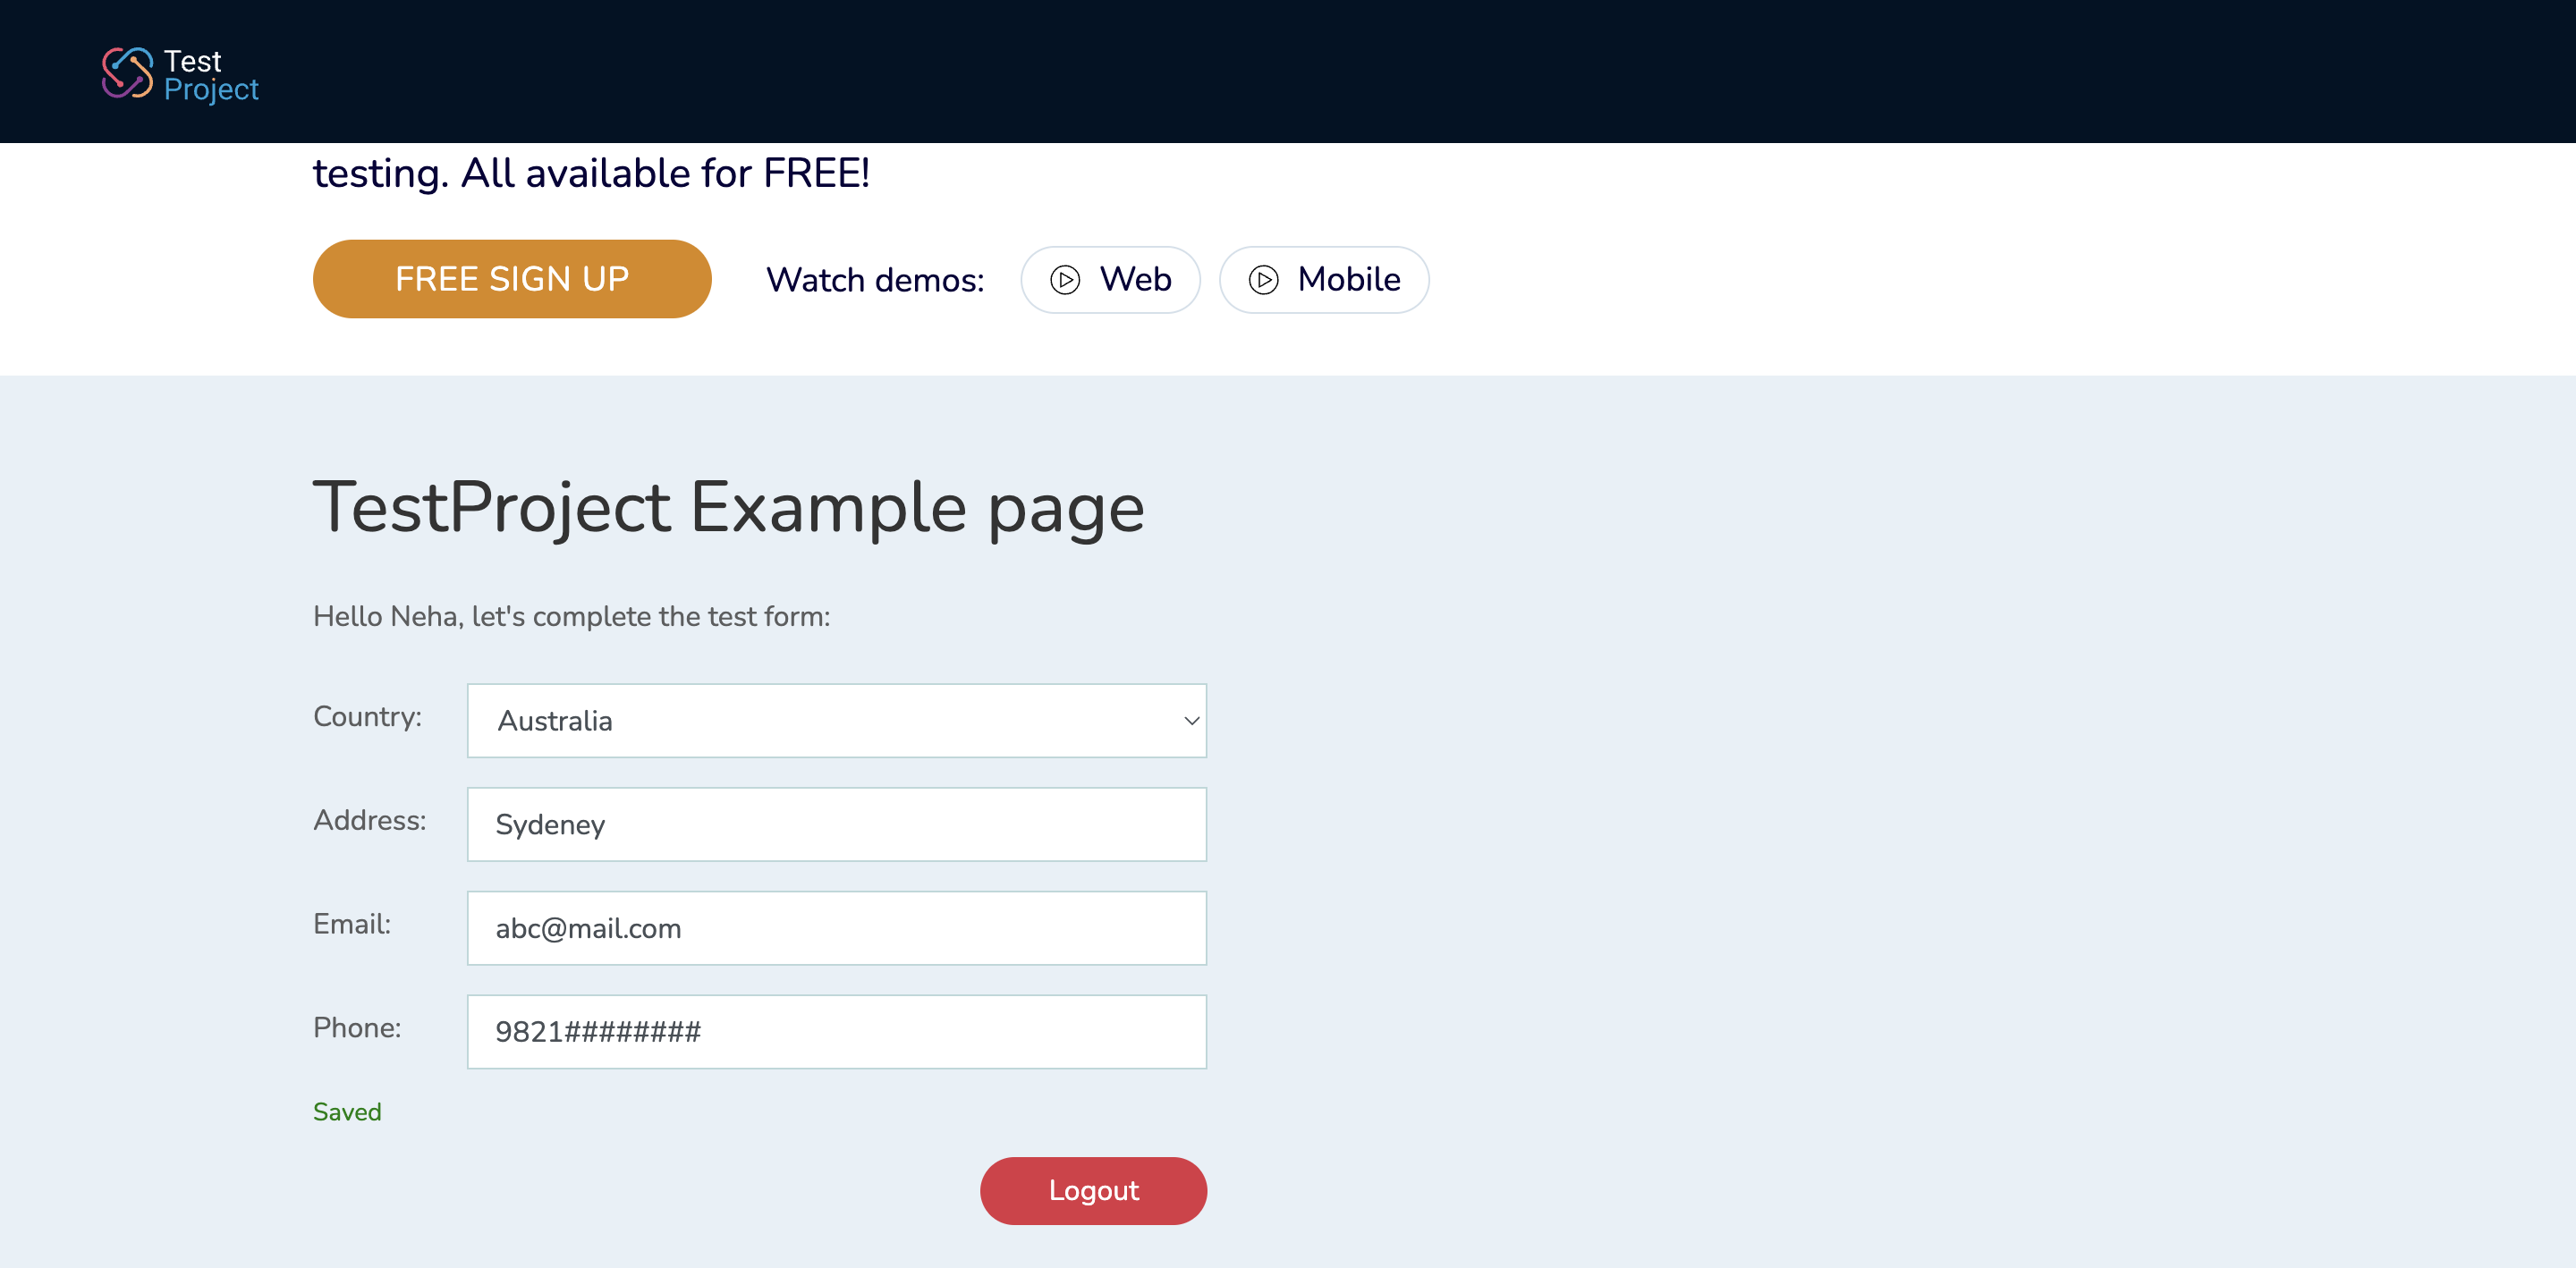 Test
Project
testing. All available for FREE!
FREE SIGN UP Watch demos: Web Mobile
TestProject Example page
Hello Neha, let's complete the test form:
Country: Australia
Address: Sydeney
Email: abc@mail.com
Phone: 9821########
Saved
Logout